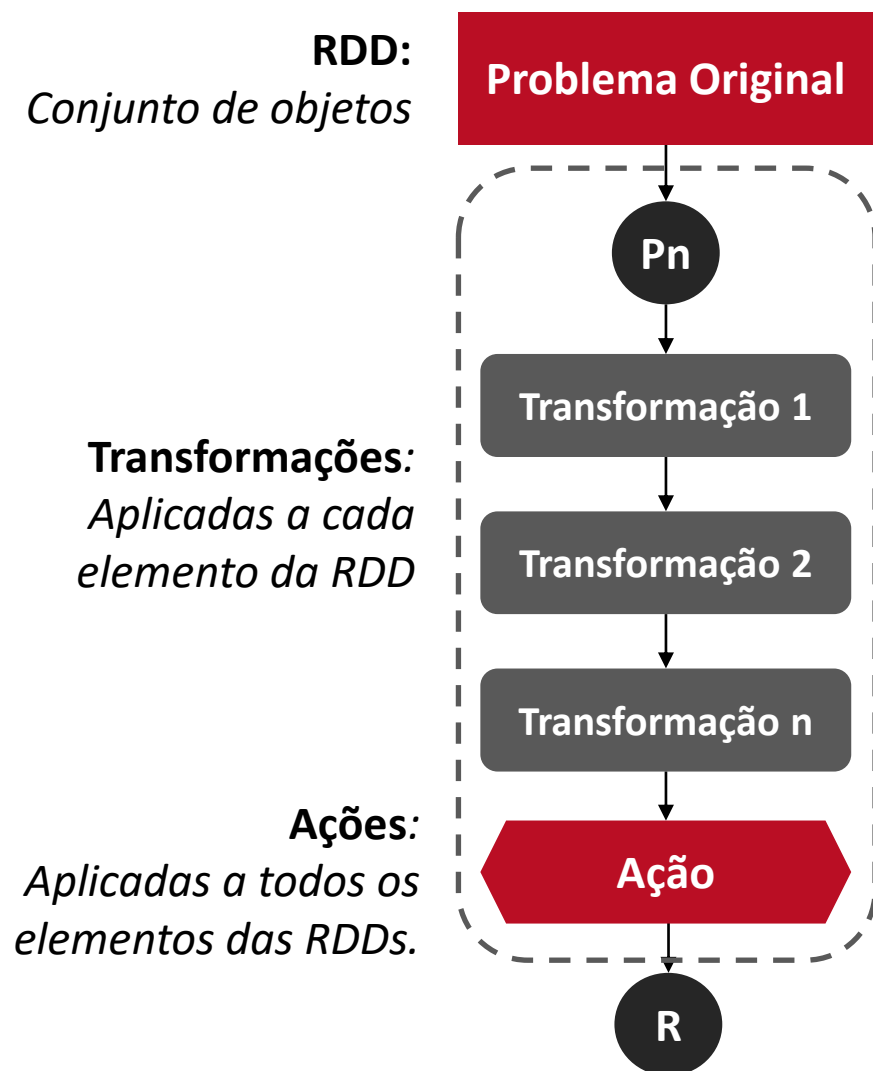 RDD:
Conjunto de objetos
Problema Original
Pn
Transformação 1
Transformações:
Aplicadas a cada
elemento da RDD
Transformação 2
Transformação n
Ações:
Aplicadas a todos os
elementos das RDDs.
Ação
R